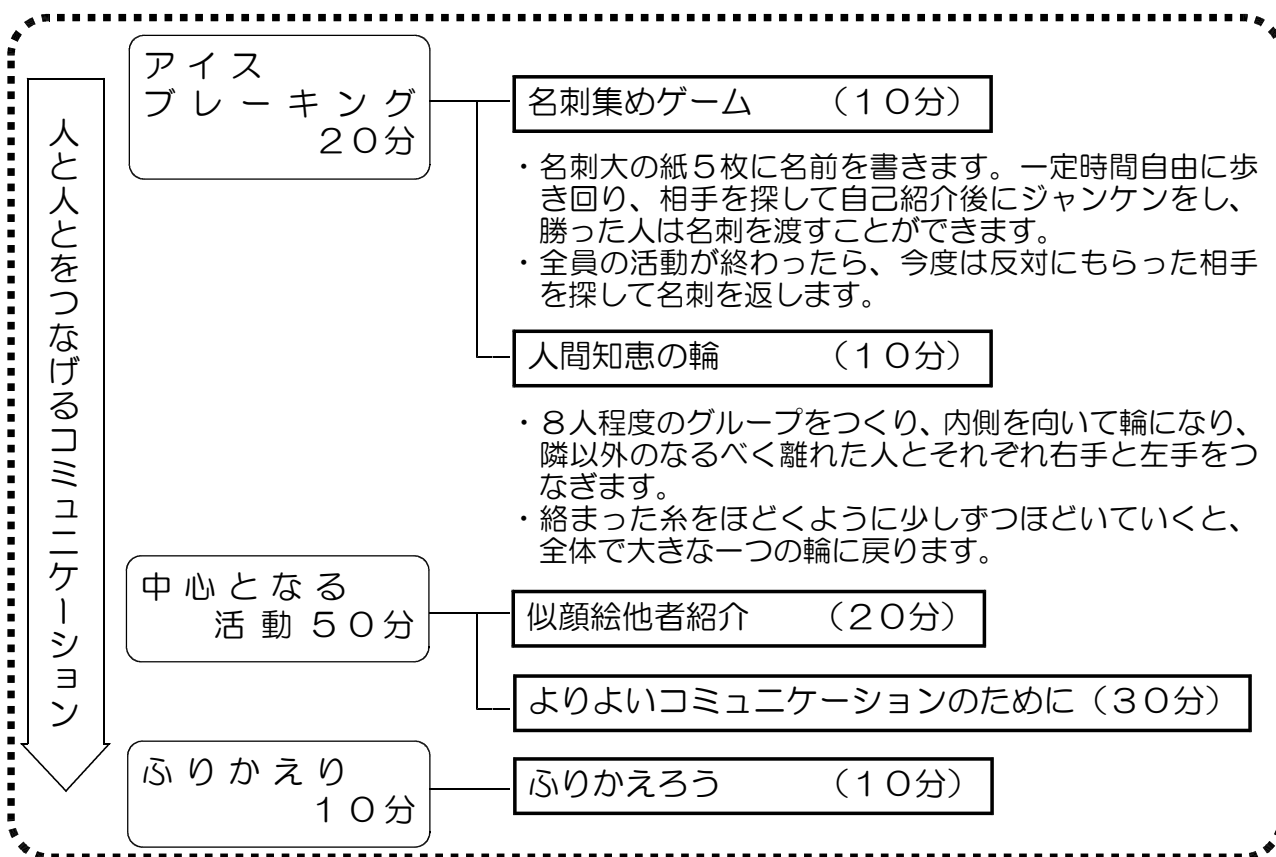 人と人とをつなげるコミュニケーション
アイス
ブレーキング
２０分
名刺集めゲーム　　（１０分）
・名刺大の紙５枚に名前を書きます。一定時間自由に歩
き回り、相手を探して自己紹介後にジャンケンをし、
勝った人は名刺を渡すことができます。
・全員の活動が終わったら、今度は反対にもらった相手
を探して名刺を返します。
人間知恵の輪　　　（１０分）
・８人程度のグループをつくり、内側を向いて輪になり、
隣以外のなるべく離れた人とそれぞれ右手と左手をつ
なぎます。
・絡まった糸をほどくように少しずつほどいていくと、
全体で大きな一つの輪に戻ります。
中心となる
活動５０分
似顔絵他者紹介　　（２０分）
よりよいコミュニケーションのために（３０分）
ふりかえり
１０分
ふりかえろう　　　（１０分）